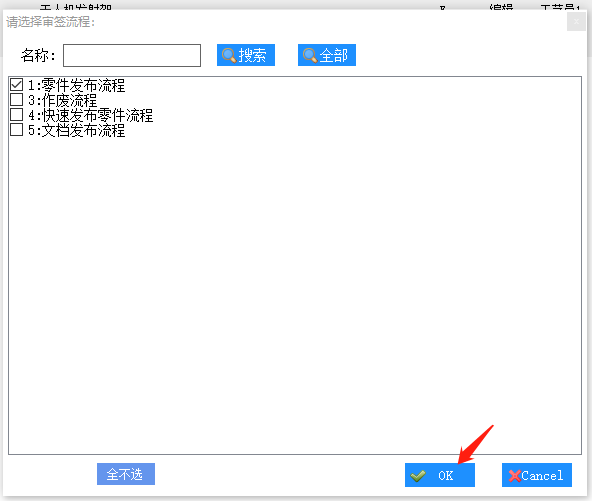 请选择审签流程:
名称: 搜索 全部
1:零件发布流程
3:作废流程
4:快速发布零件流程
5:文档发布流程
全不选 OK Cancel